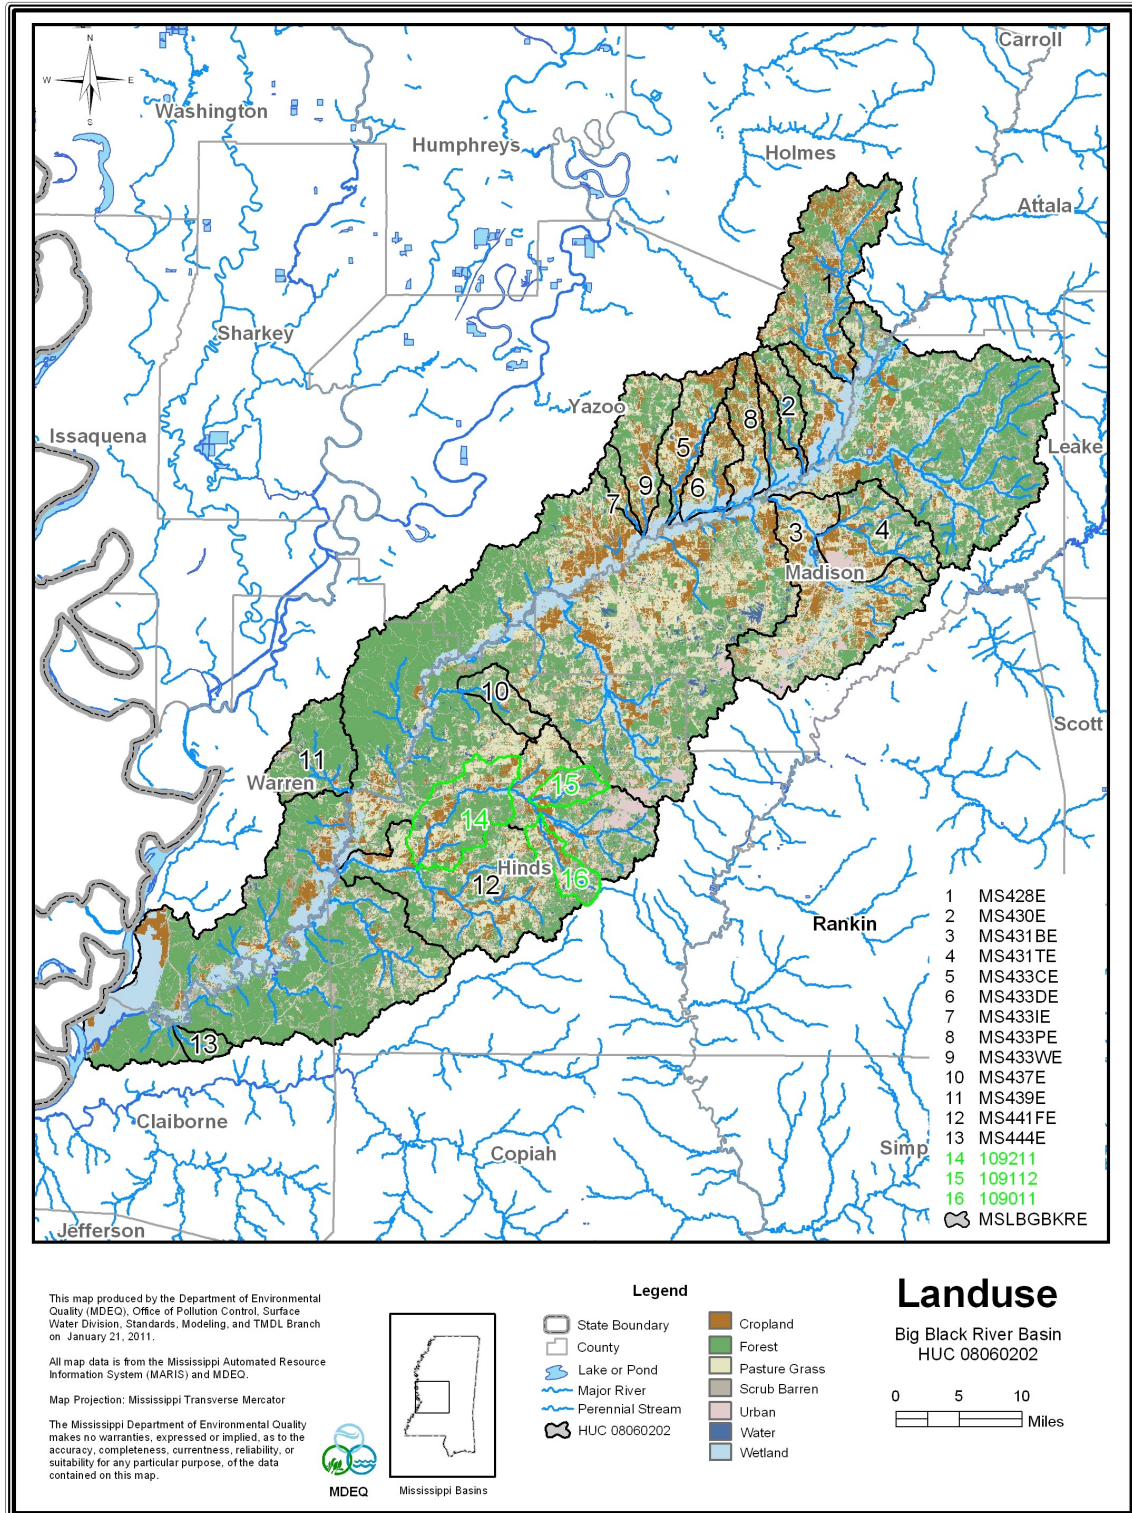 N
W
E
S
Carroll
Washington
Humphreys
Holmes
Attala
1
Sharkey
Yazoo
2
8
5
Issaquena
Leake
9
6
7
3
4
Madison
10
Scott
11
Warren
15
14
Hinds
16
12
Rankin
13
Claiborne
Copiah
Simp
Jefferson
1 MS428E
2 MS430E
3 MS431BE
4 MS431TE
5 MS433CE
6 MS433DE
7 MS433IE
8 MS433PE
9 MS433WE
10 MS437E
11 MS439E
12 MS441FE
13 MS444E
14 109211
15 109112
16 109011
MSLBGBKRE
This map produced by the Department of Environmental
Quality (MDEQ), Office of Pollution Control, Surface
Water Division, Standards, Modeling, and TMDL Branch
on January 21, 2011.
All map data is from the Mississippi Automated Resource
Information System (MARIS) and MDEQ.
Map Projection: Mississippi Transverse Mercator
The Mississippi Department of Environmental Quality
makes no warranties, expressed or implied, as to the
accuracy, completeness, currentness, reliability, or
suitability for any particular purpose, of the data
contained on this map.
MDEQ
Mississippi Basins
Legend
State Boundary
County
Lake or Pond
Major River
Perennial Stream
HUC 08060202
Cropland
Forest
Pasture Grass
Scrub Barren
Urban
Water
Wetland
Landuse
Big Black River Basin
HUC 08060202
0 5 10
Miles